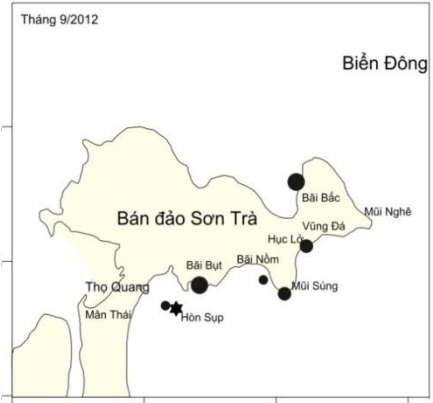 Tháng 9/2012
Biển Đông
Bãi Bắc
Mũi Nghê
Bán đảo Sơn Trà
Vũng Đá
Hục Lở
Bãi Bụt
Bãi Nồm
Thọ Quang
Mũi Súng
Mân Thái
Hòn Sụp